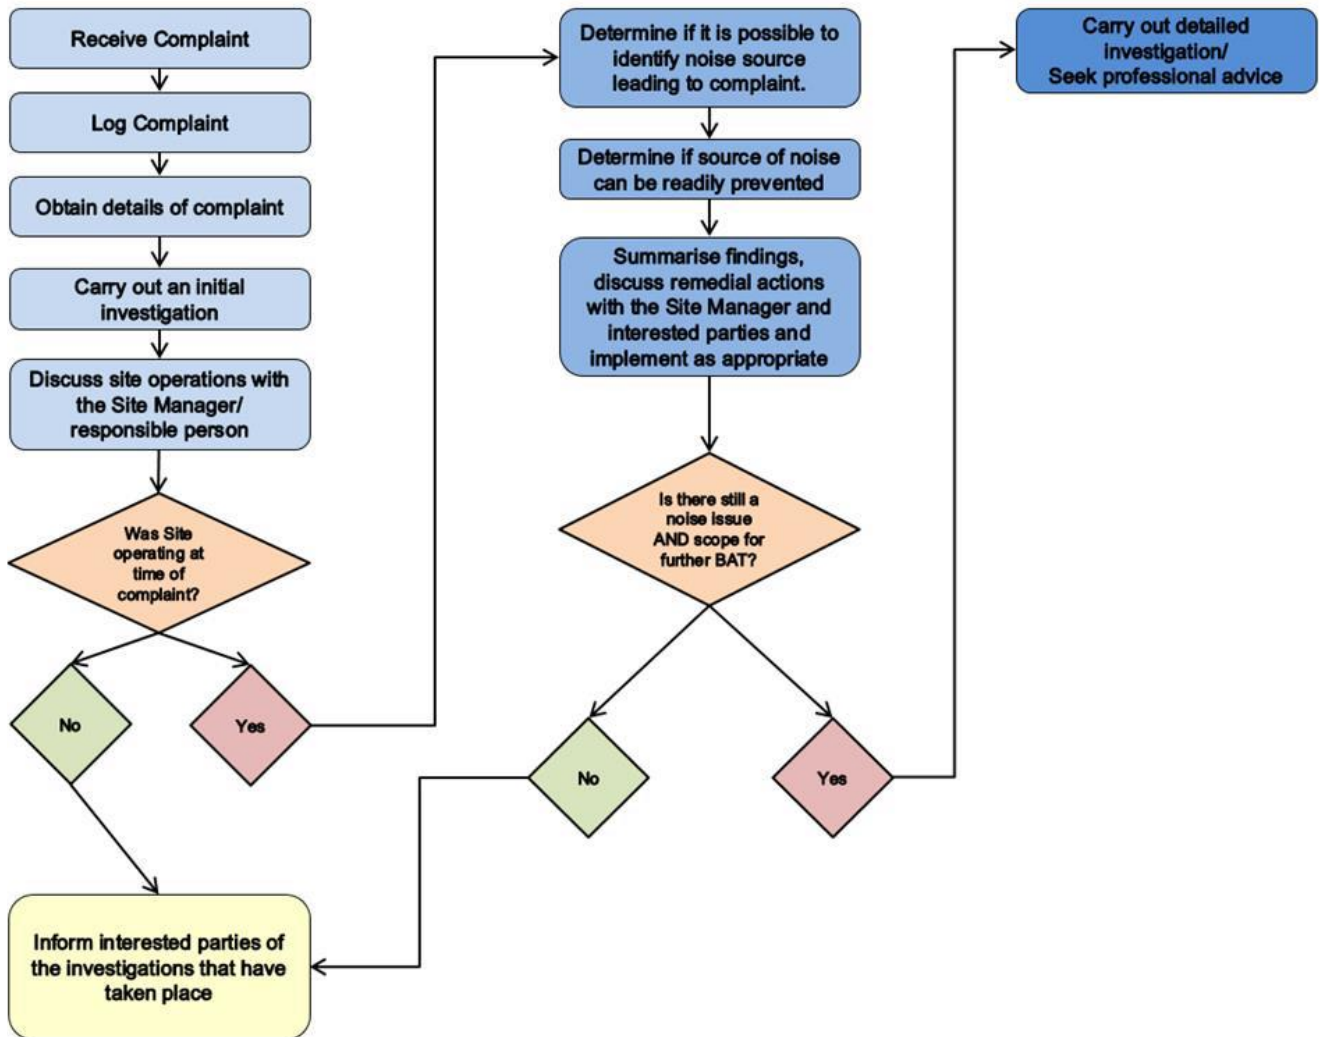 Receive Complaint
Log Complaint
Obtain details of complaint
Carry out an initial
investigation
Discuss site operations with
the Site Manager/
responsible person
Was Site
operating at
time of
complaint?
No
Yes
Inform interested parties of
the investigations that have
taken place
Determine if it is possible to
identify noise source
leading to complaint.
Determine if source of noise
can be readily prevented
Summarise findings,
discuss remedial actions
with the Site Manager and
interested parties and
implement as appropriate
Is there still a
noise issue
AND scope for
further BAT?
No
Yes
Carry out detailed
investigation/
Seek professional advice